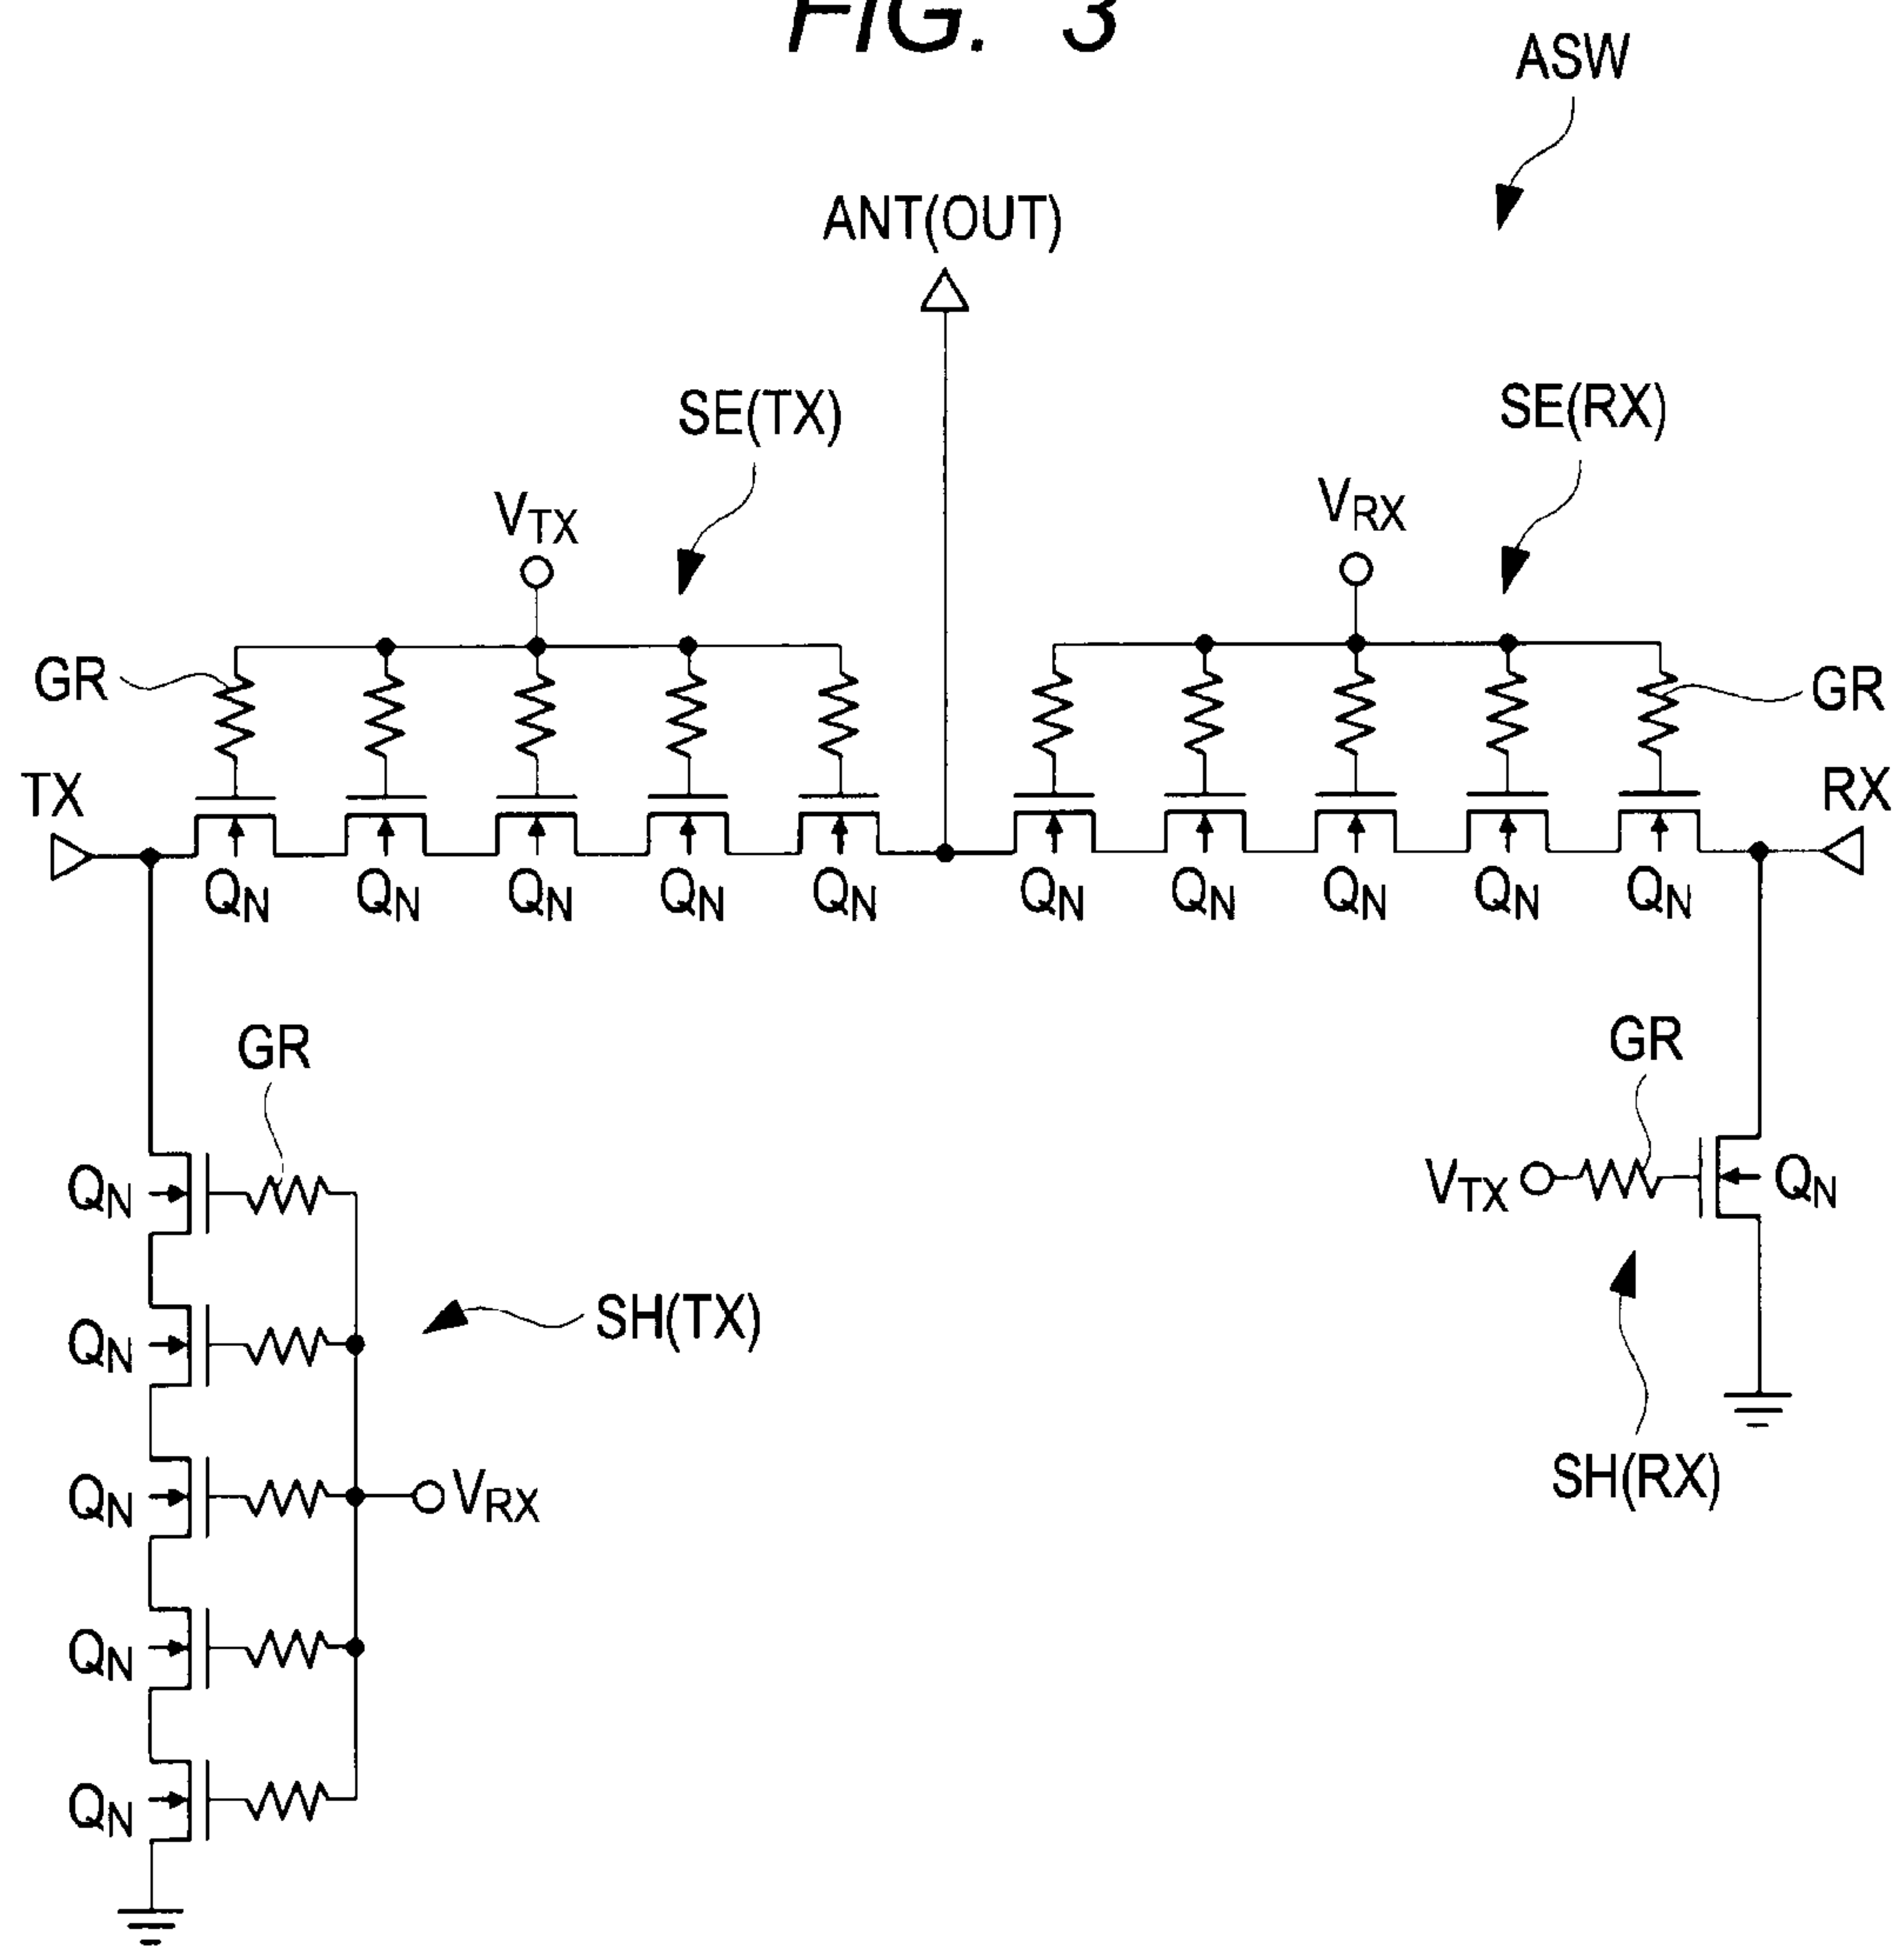 FIG. 3
ASW
ANT(OUT)
SE(TX)
SE(RX)
VTX
VRX
GR
GR
TX
RX
QN QN QN QN QN QN QN QN QN QN
GR
GR
QN
VTX
QN
SH(TX)
QN
SH(RX)
QN
VRX
QN
QN